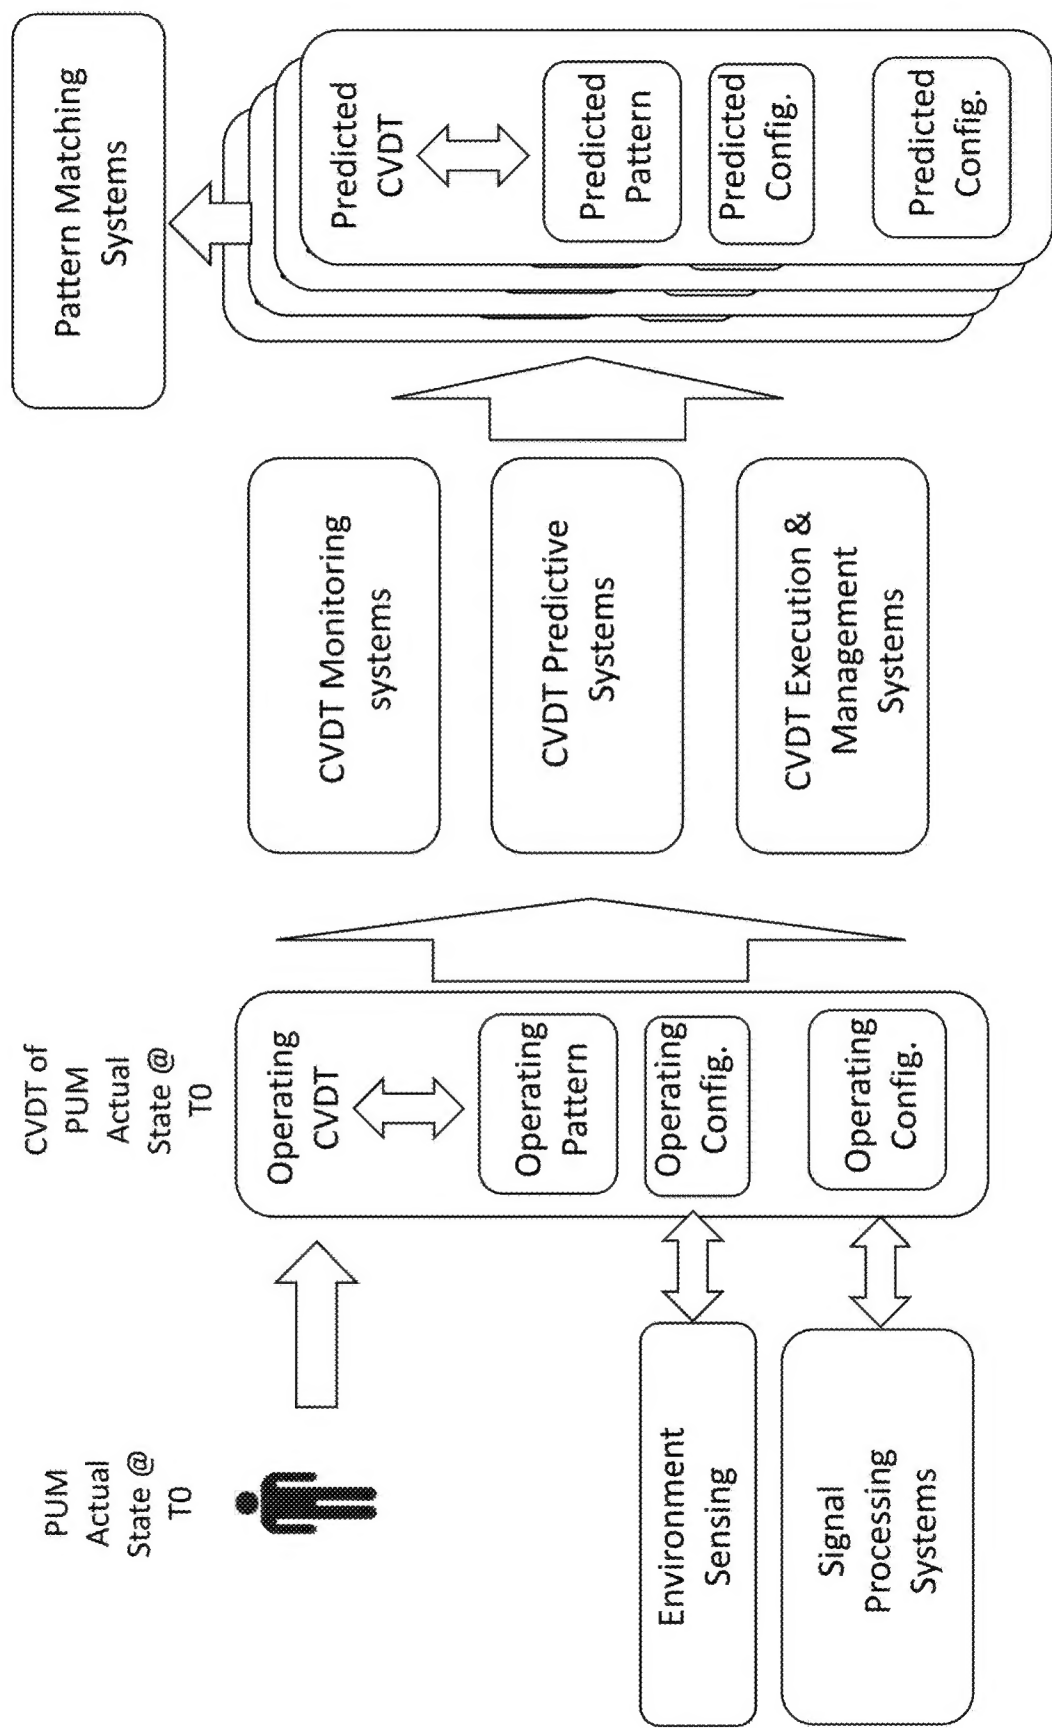 PUM
Actual
State @
T0
CVDT of
PUM
Actual
State @
T0
Environment
Sensing
Signal
Processing
Systems
Operating
CVDT
Operating
Pattern
Operating
Config.
Operating
Config.
CVDT Monitoring
systems
CVDT Predictive
Systems
CVDT Execution &
Management
Systems
Pattern Matching
Systems
Predicted
CVDT
Predicted
Pattern
Predicted
Config.
Predicted
Config.